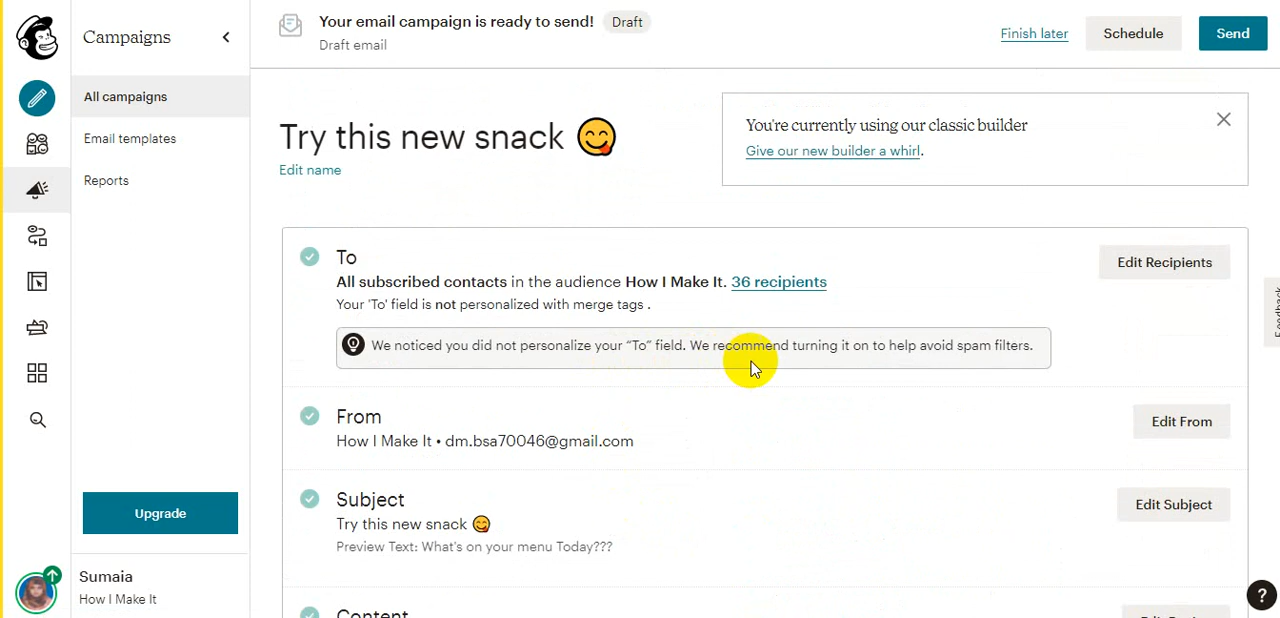 Campaigns
All campaigns
Email templates
Reports
Upgrade
Sumaia
How I Make It
Your email campaign is ready to send! Draft
Draft email
Finish later
Schedule
Send
Try this new snack 😋
Edit name
You're currently using our classic builder
Give our new builder a whirl.
To
All subscribed contacts in the audience How I Make It. 36 recipients
Your 'To' field is not personalized with merge tags .
We noticed you did not personalize your “To” field. We recommend turning it on to help avoid spam filters.
Edit Recipients
From
How I Make It • dm.bsa70046@gmail.com
Edit From
Subject
Try this new snack 😋
Preview Text: What's on your menu Today???
Edit Subject
Content
Feedback
?